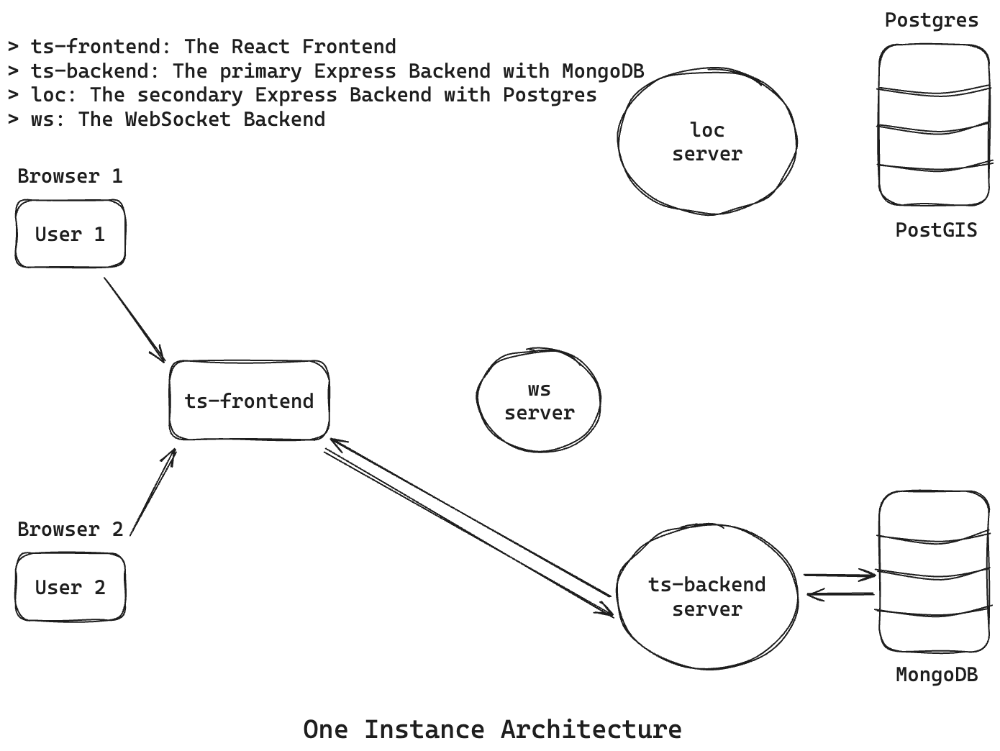 Postgres
> ts-frontend: The React Frontend
> ts-backend: The primary Express Backend with MongoDB
> loc: The secondary Express Backend with Postgres
> ws: The WebSocket Backend
loc
server
Browser 1
User 1
PostGIS
ts-frontend
ws
server
Browser 2
User 2
ts-backend
server
MongoDB
One Instance Architecture